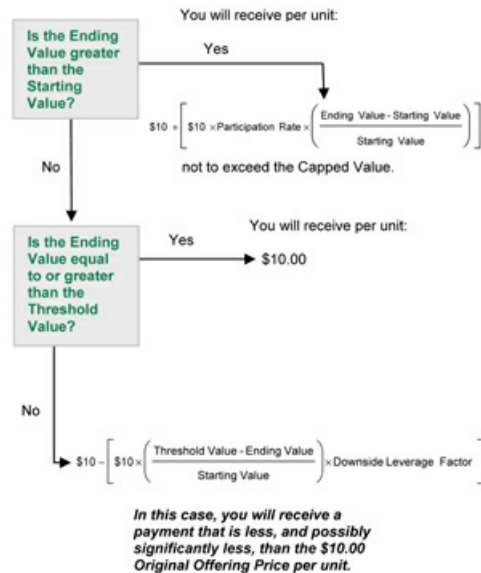 You will receive per unit:
Is the Ending
Value greater
than the
Starting
Value?
Yes
$10 + [ $10 × Participation Rate × ( Ending Value - Starting Value / Starting Value ) ]
not to exceed the Capped Value.
No
You will receive per unit:
Is the Ending
Value equal
to or greater
than the
Threshold
Value?
Yes
$10.00
No
$10 – [ $10 × ( Threshold Value - Ending Value / Starting Value ) × Downside Leverage Factor ]
In this case, you will receive a
payment that is less, and possibly
significantly less, than the $10.00
Original Offering Price per unit.